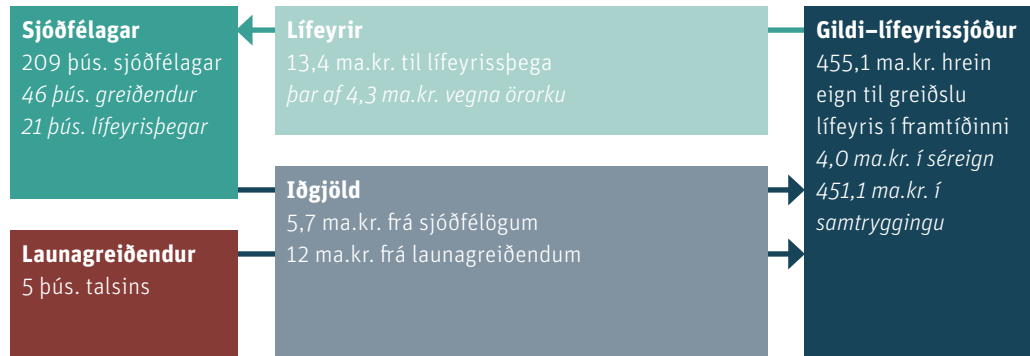 Sjóðfélagar
209 þús. sjóðfélagar
46 þús. greiðendur
21 þús. lífeyrisþegar
Lífeyrir
13,4 ma.kr. til lífeyrissþega
þar af 4,3 ma.kr. vegna örorku
Gildi–lífeyrissjóður
455,1 ma.kr. hrein
eign til greiðslu
lífeyris í framtíðinni
4,0 ma.kr. í séreign
451,1 ma.kr. í
samtryggingu
Iðgjöld
5,7 ma.kr. frá sjóðfélögum
12 ma.kr. frá launagreiðendum
Launagreiðendur
5 þús. talsins